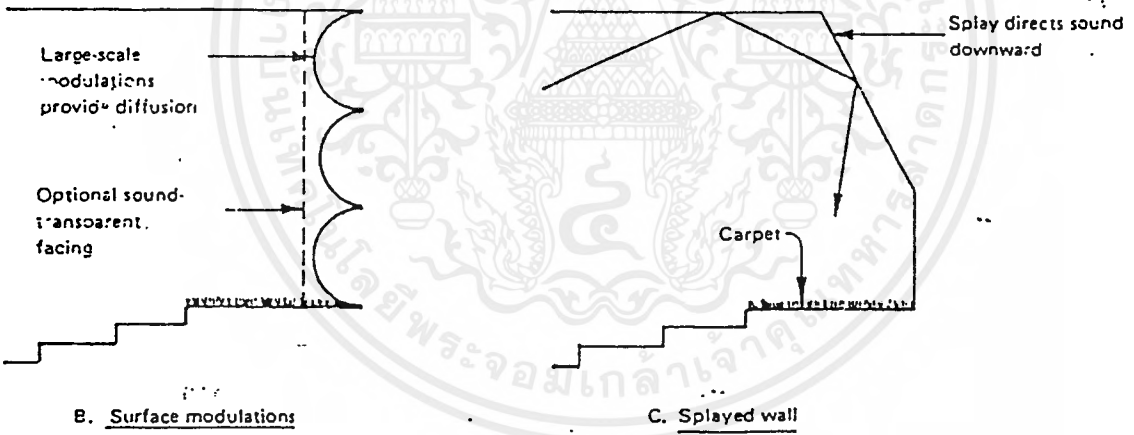 Large-scale
modulations
provide diffusion
Optional sound-
transparent
facing
B. Surface modulations
Splay directs sound
downward
Carpet
C. Splayed wall